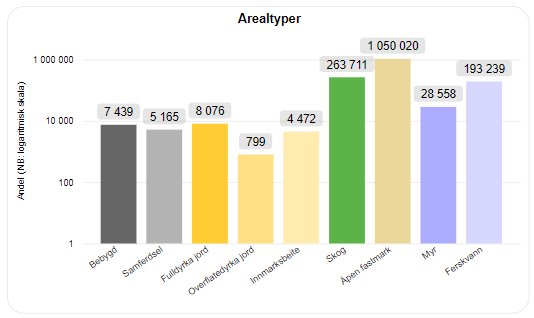 Arealtyper
Andel (NB: logaritmisk skala)
1 000 000
10 000
100
1
7 439
5 165
8 076
799
4 472
263 711
1 050 020
28 558
193 239
Bebygd
Samferdsel
Fulldyrka jord
Overflatedyrka jord
Innmarksbeite
Skog
Åpen fastmark
Myr
Ferskvann